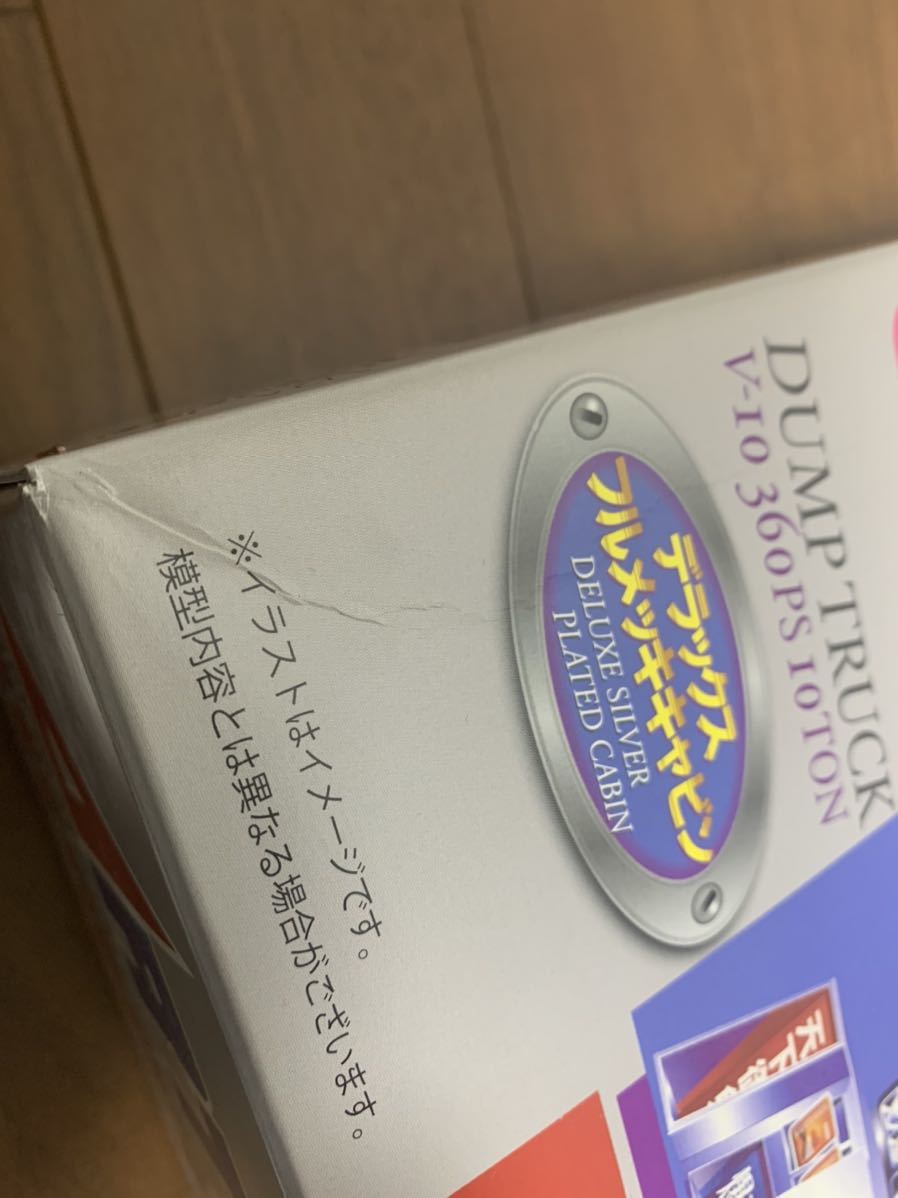 DUMP TRUCK
V-10 360PS 10TON
デラックス
フルメッキキャビン
DELUXE SILVER
PLATED CABIN
※イラストはイメージです。
模型内容とは異なる場合がございます。
天下